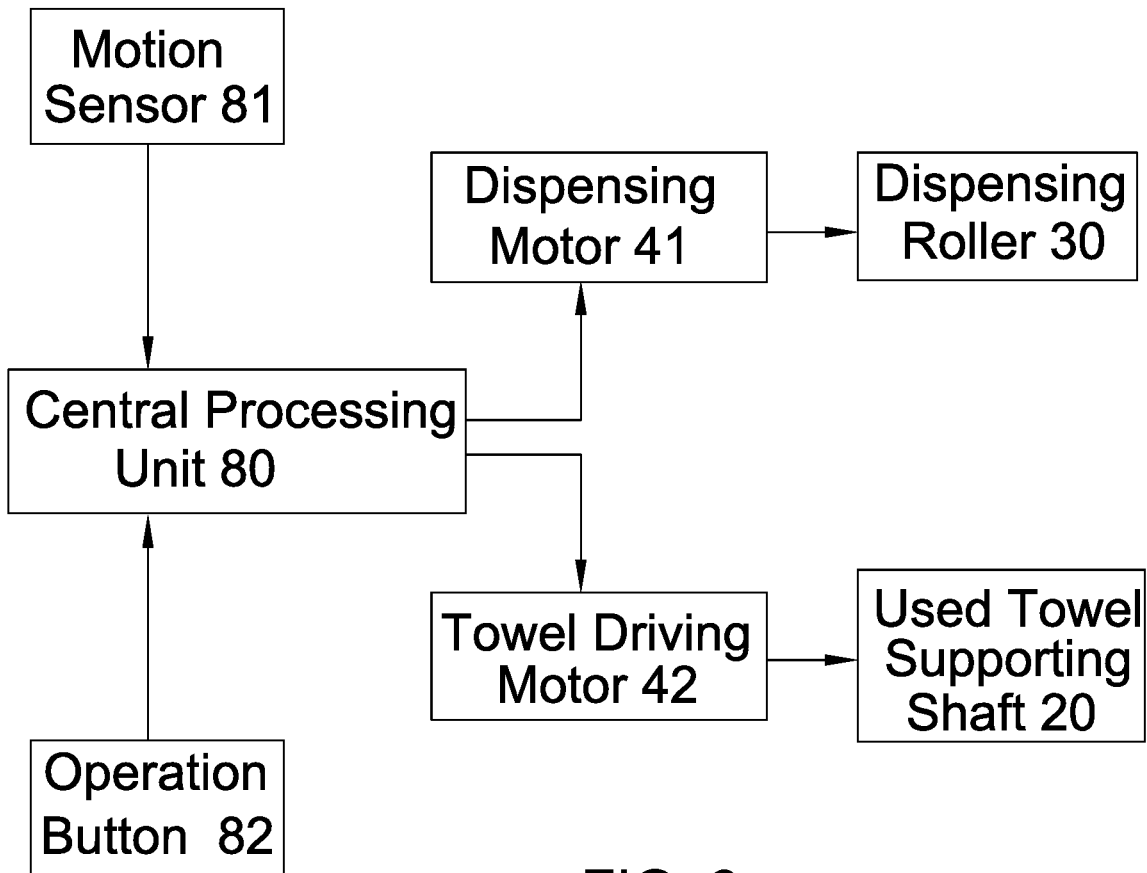 Motion
Sensor 81
Dispensing
Motor 41
Dispensing
Roller 30
Central Processing
Unit 80
Towel Driving
Motor 42
Used Towel
Supporting
Shaft 20
Operation
Button 82